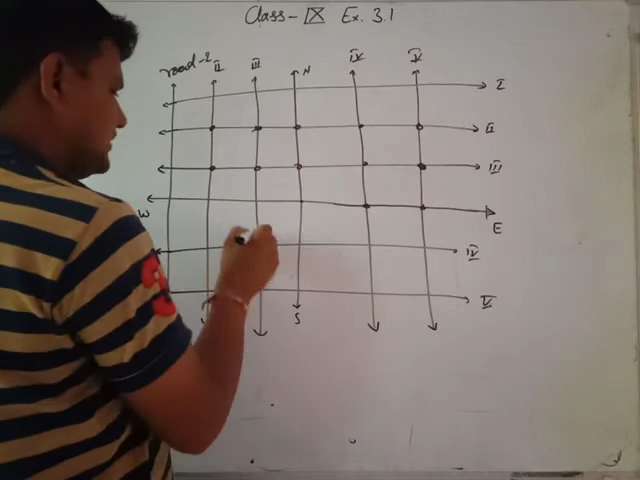 Class - IX Ex. 3.1
road-I II III N IV V
I
II
III
W E
IV
V
S